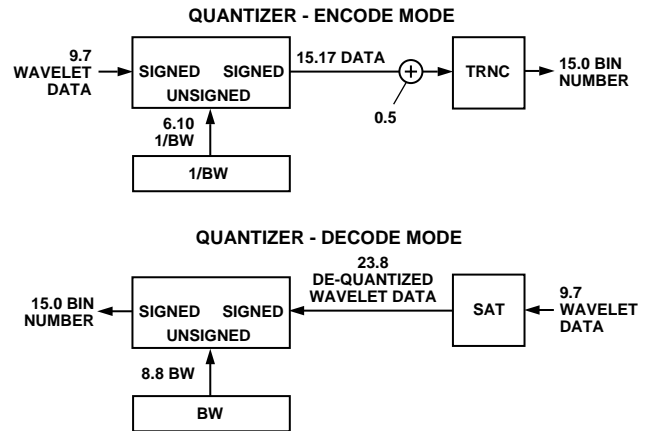 QUANTIZER - ENCODE MODE
9.7
WAVELET
DATA
SIGNED SIGNED
UNSIGNED
15.17 DATA
0.5
TRNC
15.0 BIN
NUMBER
6.10
1/BW
1/BW
QUANTIZER - DECODE MODE
15.0 BIN
NUMBER
SIGNED SIGNED
UNSIGNED
23.8
DE-QUANTIZED
WAVELET DATA
SAT
9.7
WAVELET
DATA
8.8 BW
BW